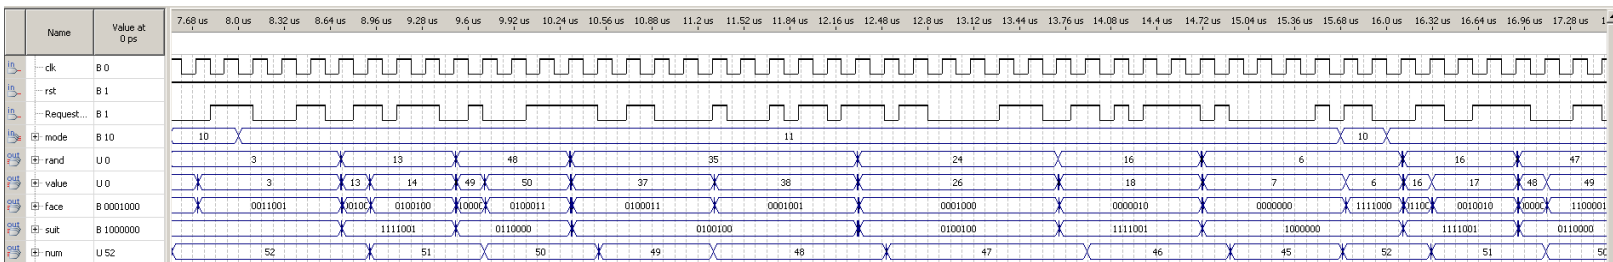 Name Value at 0 ps 7.68 us 8.0 us 8.32 us 8.64 us 8.96 us 9.28 us 9.6 us 9.92 us 10.24 us 10.56 us 10.88 us 11.2 us 11.52 us 11.84 us 12.16 us 12.48 us 12.8 us 13.12 us 13.44 us 13.76 us 14.08 us 14.4 us 14.72 us 15.04 us 15.36 us 15.68 us 16.0 us 16.32 us 16.64 us 16.96 us 17.28 us
clk B 0
rst B 1
Request... B 1
mode B 10 10 11 10
rand U 0 3 13 48 35 24 16 6 16 47
value U 0 3 13 14 49 50 37 38 26 18 7 6 16 17 48 49
face B 0001000 0011001 0100100 0100011 0100011 0001001 0001000 0000010 0000000 1111000 0010010 1100001
suit B 1000000 1111001 0110000 0100100 0100100 1111001 1000000 1111001 0110000
num U 52 52 51 50 49 48 47 46 45 52 51